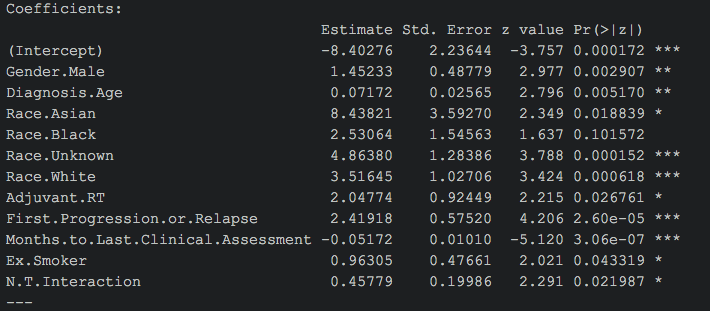 Coefficients:
Estimate Std. Error z value Pr(>|z|)
(Intercept) -8.40276 2.23644 -3.757 0.000172 ***
Gender.Male 1.45233 0.48779 2.977 0.002907 **
Diagnosis.Age 0.07172 0.02565 2.796 0.005170 **
Race.Asian 8.43821 3.59270 2.349 0.018839 *
Race.Black 2.53064 1.54563 1.637 0.101572
Race.Unknown 4.86380 1.28386 3.788 0.000152 ***
Race.White 3.51645 1.02706 3.424 0.000618 ***
Adjuvant.RT 2.04774 0.92449 2.215 0.026761 *
First.Progression.or.Relapse 2.41918 0.57520 4.206 2.60e-05 ***
Months.to.Last.Clinical.Assessment -0.05172 0.01010 -5.120 3.06e-07 ***
Ex.Smoker 0.96305 0.47661 2.021 0.043319 *
N.T.Interaction 0.45779 0.19986 2.291 0.021987 *
---